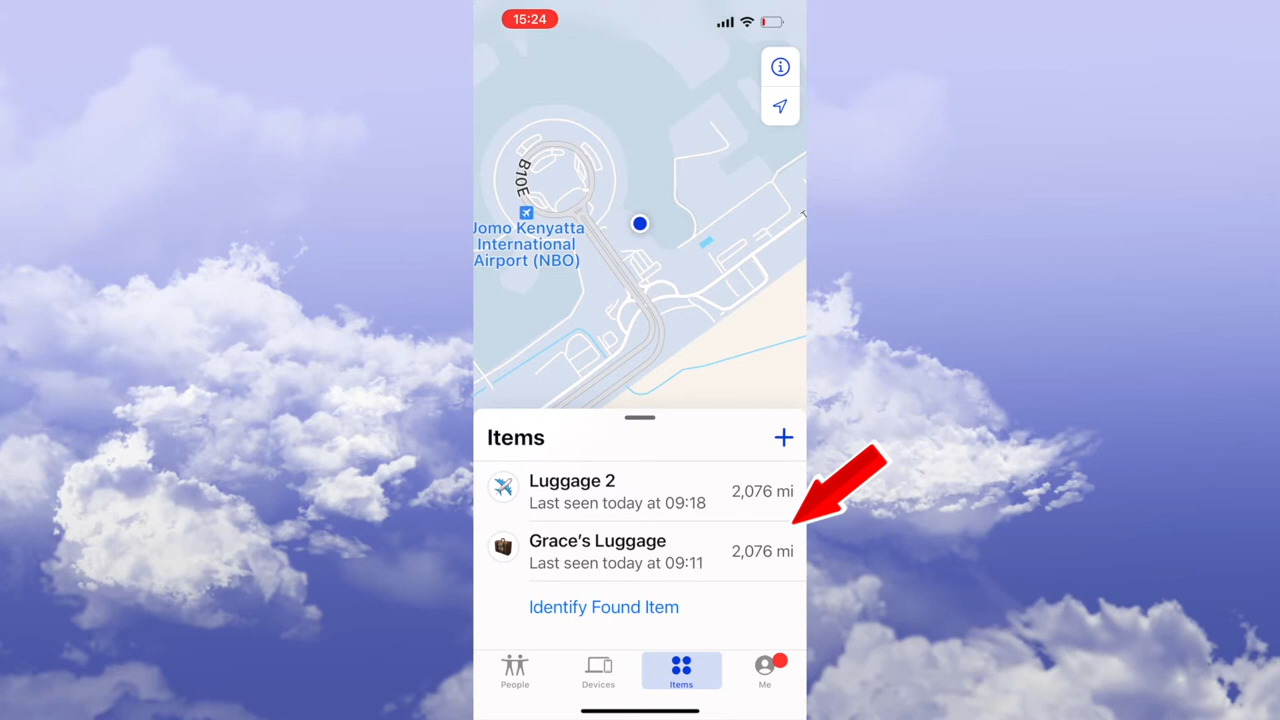 15:24
B10E
Jomo Kenyatta
International
Airport (NBO)
Items
Luggage 2
Last seen today at 09:18
2,076 mi
Grace’s Luggage
Last seen today at 09:11
2,076 mi
Identify Found Item
People
Devices
Items
Me